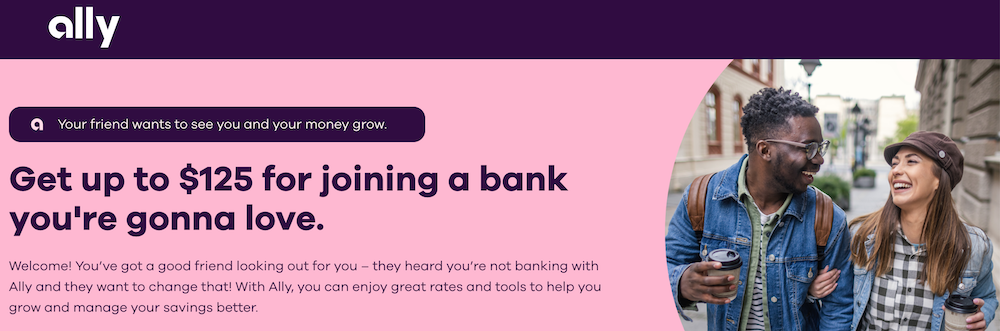 ally
a Your friend wants to see you and your money grow.
Get up to $125 for joining a bank
you're gonna love.
Welcome! You’ve got a good friend looking out for you – they heard you’re not banking with
Ally and they want to change that! With Ally, you can enjoy great rates and tools to help you
grow and manage your savings better.